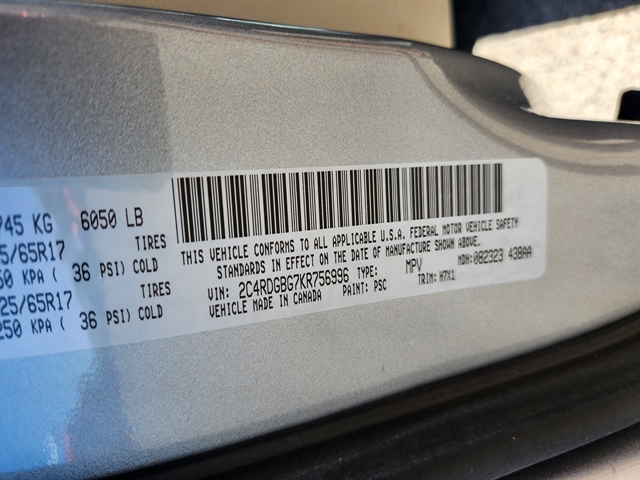 745 KG 6050 LB
5/65R17 TIRES
250 KPA ( 36 PSI) COLD
25/65R17 TIRES
250 KPA ( 36 PSI) COLD
THIS VEHICLE CONFORMS TO ALL APPLICABLE U.S.A. FEDERAL MOTOR VEHICLE SAFETY
STANDARDS IN EFFECT ON THE DATE OF MANUFACTURE SHOWN ABOVE.
VIN: 2C4RDGBG7KR756996 TYPE: MPV MDH: 082323 438AA
VEHICLE MADE IN CANADA PAINT: PSC TRIM: H7X1